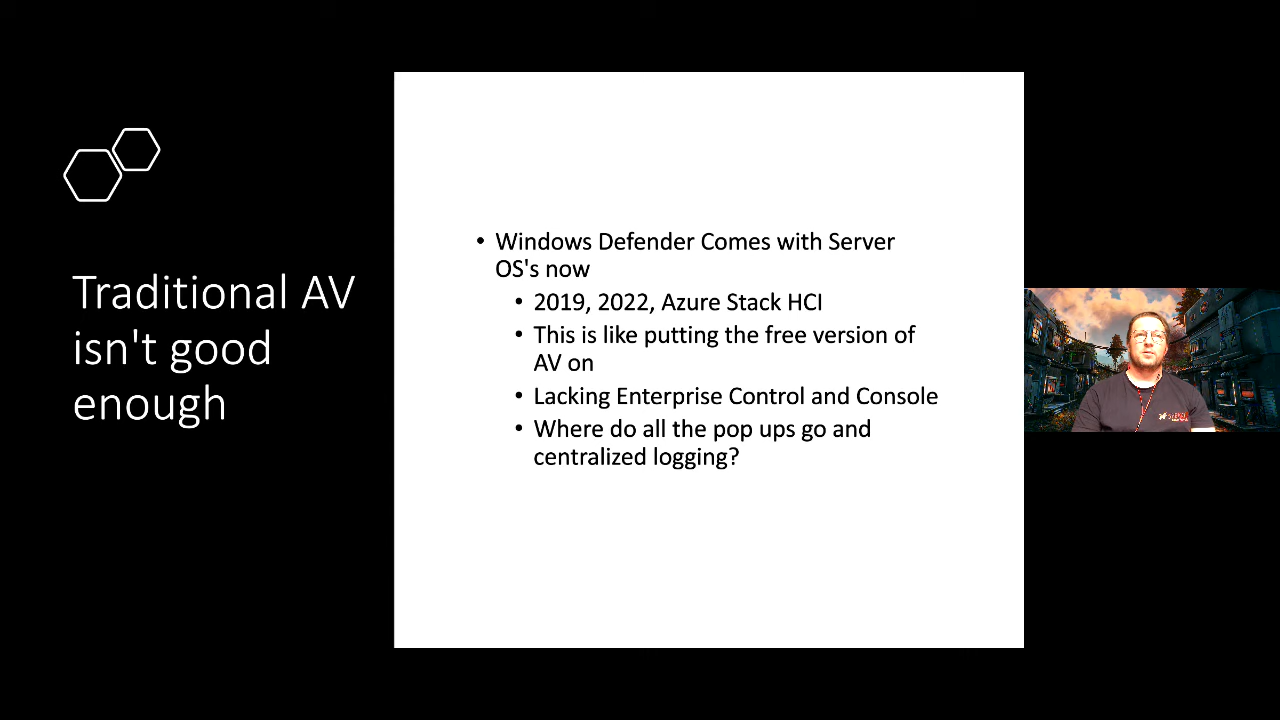 Traditional AV
isn't good
enough
• Windows Defender Comes with Server
OS's now
• 2019, 2022, Azure Stack HCI
• This is like putting the free version of
AV on
• Lacking Enterprise Control and Console
• Where do all the pop ups go and
centralized logging?